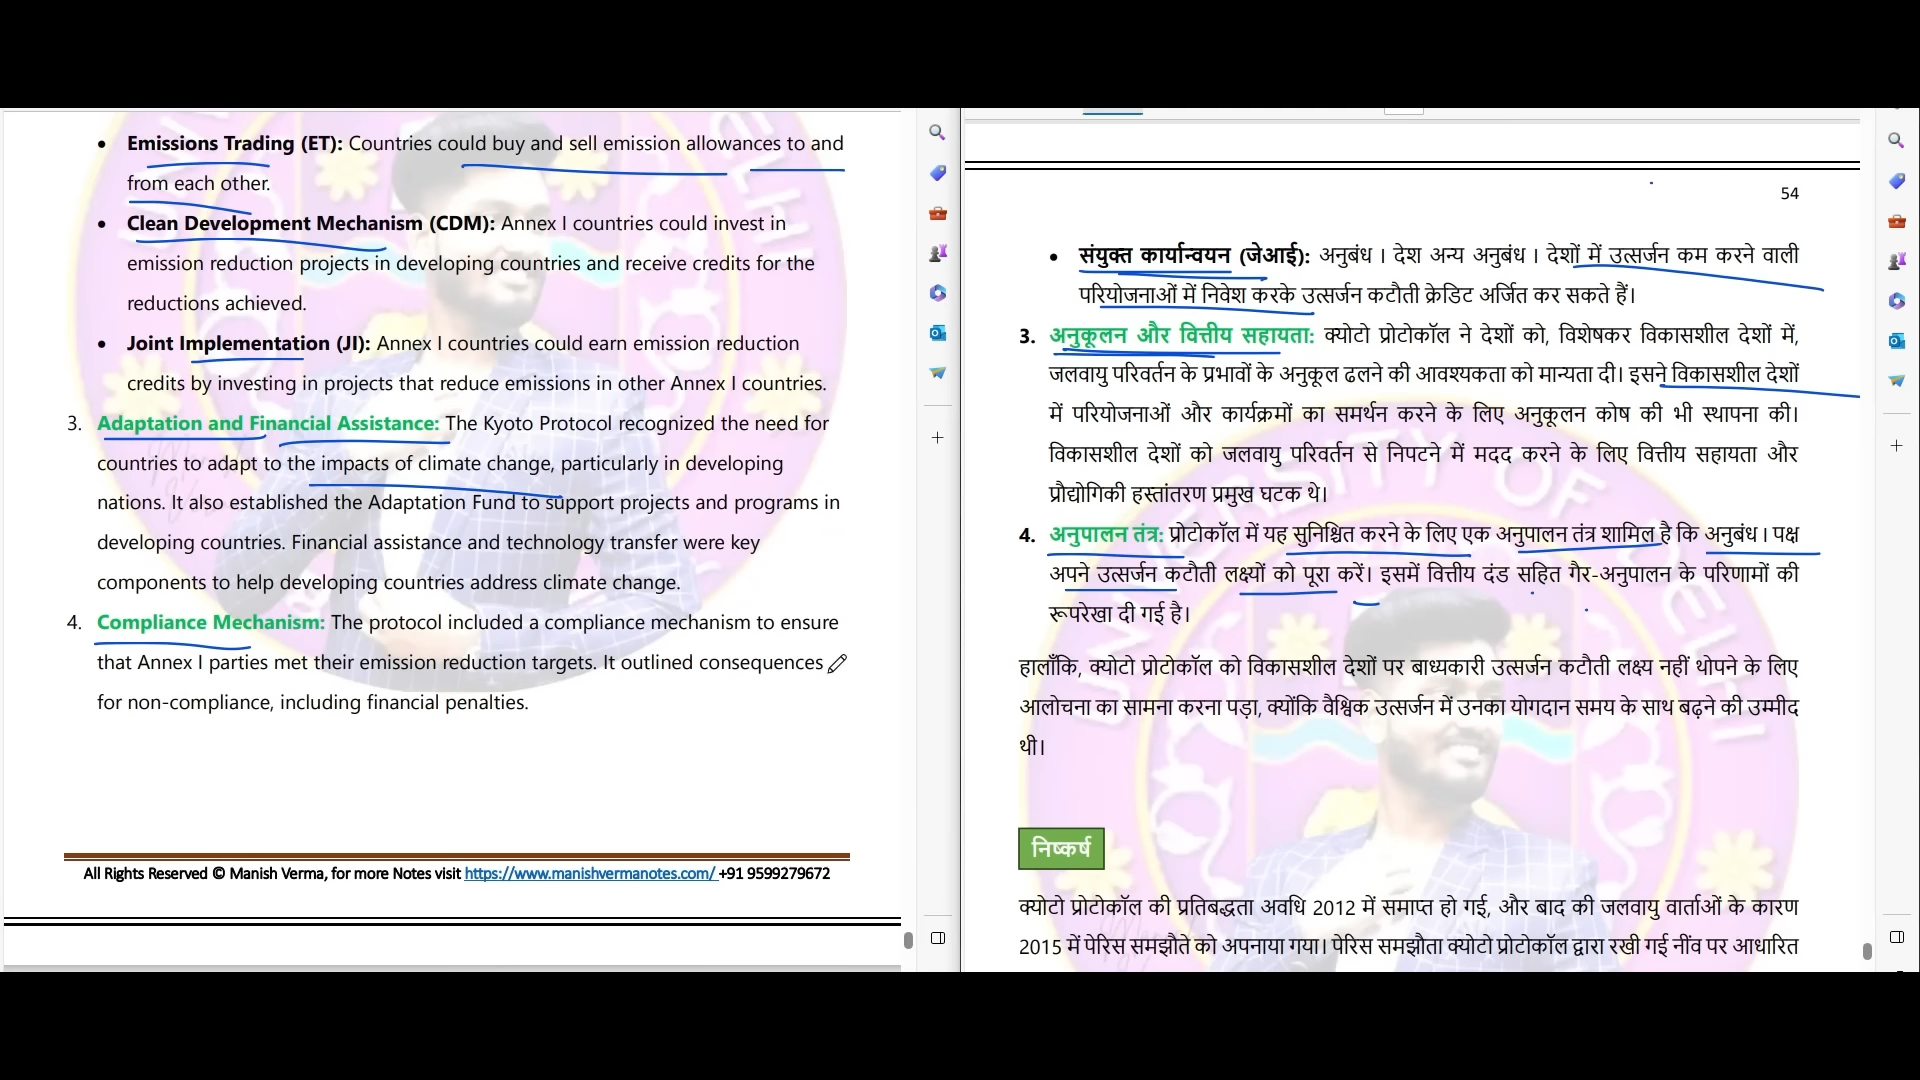 • Emissions Trading (ET): Countries could buy and sell emission allowances to and
from each other.
• Clean Development Mechanism (CDM): Annex I countries could invest in
emission reduction projects in developing countries and receive credits for the
reductions achieved.
• Joint Implementation (JI): Annex I countries could earn emission reduction
credits by investing in projects that reduce emissions in other Annex I countries.
3. Adaptation and Financial Assistance: The Kyoto Protocol recognized the need for
countries to adapt to the impacts of climate change, particularly in developing
nations. It also established the Adaptation Fund to support projects and programs in
developing countries. Financial assistance and technology transfer were key
components to help developing countries address climate change.
4. Compliance Mechanism: The protocol included a compliance mechanism to ensure
that Annex I parties met their emission reduction targets. It outlined consequences
for non-compliance, including financial penalties.
All Rights Reserved © Manish Verma, for more Notes visit https://www.manishvermanotes.com/ +91 9599279672
54
• संयुक्त कार्यान्वयन (जेआई): अनुबंध । देश अन्य अनुबंध । देशों में उत्सर्जन कम करने वाली
परियोजनाओं में निवेश करके उत्सर्जन कटौती क्रेडिट अर्जित कर सकते हैं।
3. अनुकूलन और वित्तीय सहायता: क्योटो प्रोटोकॉल ने देशों को, विशेषकर विकासशील देशों में,
जलवायु परिवर्तन के प्रभावों के अनुकूल ढलने की आवश्यकता को मान्यता दी। इसने विकासशील देशों
में परियोजनाओं और कार्यक्रमों का समर्थन करने के लिए अनुकूलन कोष की भी स्थापना की।
विकासशील देशों को जलवायु परिवर्तन से निपटने में मदद करने के लिए वित्तीय सहायता और
प्रौद्योगिकी हस्तांतरण प्रमुख घटक थे।
4. अनुपालन तंत्र: प्रोटोकॉल में यह सुनिश्चित करने के लिए एक अनुपालन तंत्र शामिल है कि अनुबंध । पक्ष
अपने उत्सर्जन कटौती लक्ष्यों को पूरा करें। इसमें वित्तीय दंड सहित गैर-अनुपालन के परिणामों की
रूपरेखा दी गई है।
हालाँकि, क्योटो प्रोटोकॉल को विकासशील देशों पर बाध्यकारी उत्सर्जन कटौती लक्ष्य नहीं थोपने के लिए
आलोचना का सामना करना पड़ा, क्योंकि वैश्विक उत्सर्जन में उनका योगदान समय के साथ बढ़ने की उम्मीद
थी।
निष्कर्ष
क्योटो प्रोटोकॉल की प्रतिबद्धता अवधि 2012 में समाप्त हो गई, और बाद की जलवायु वार्ताओं के कारण
2015 में पेरिस समझौते को अपनाया गया। पेरिस समझौता क्योटो प्रोटोकॉल द्वारा रखी गई नींव पर आधारित
UNIVERSITY OF DELHI